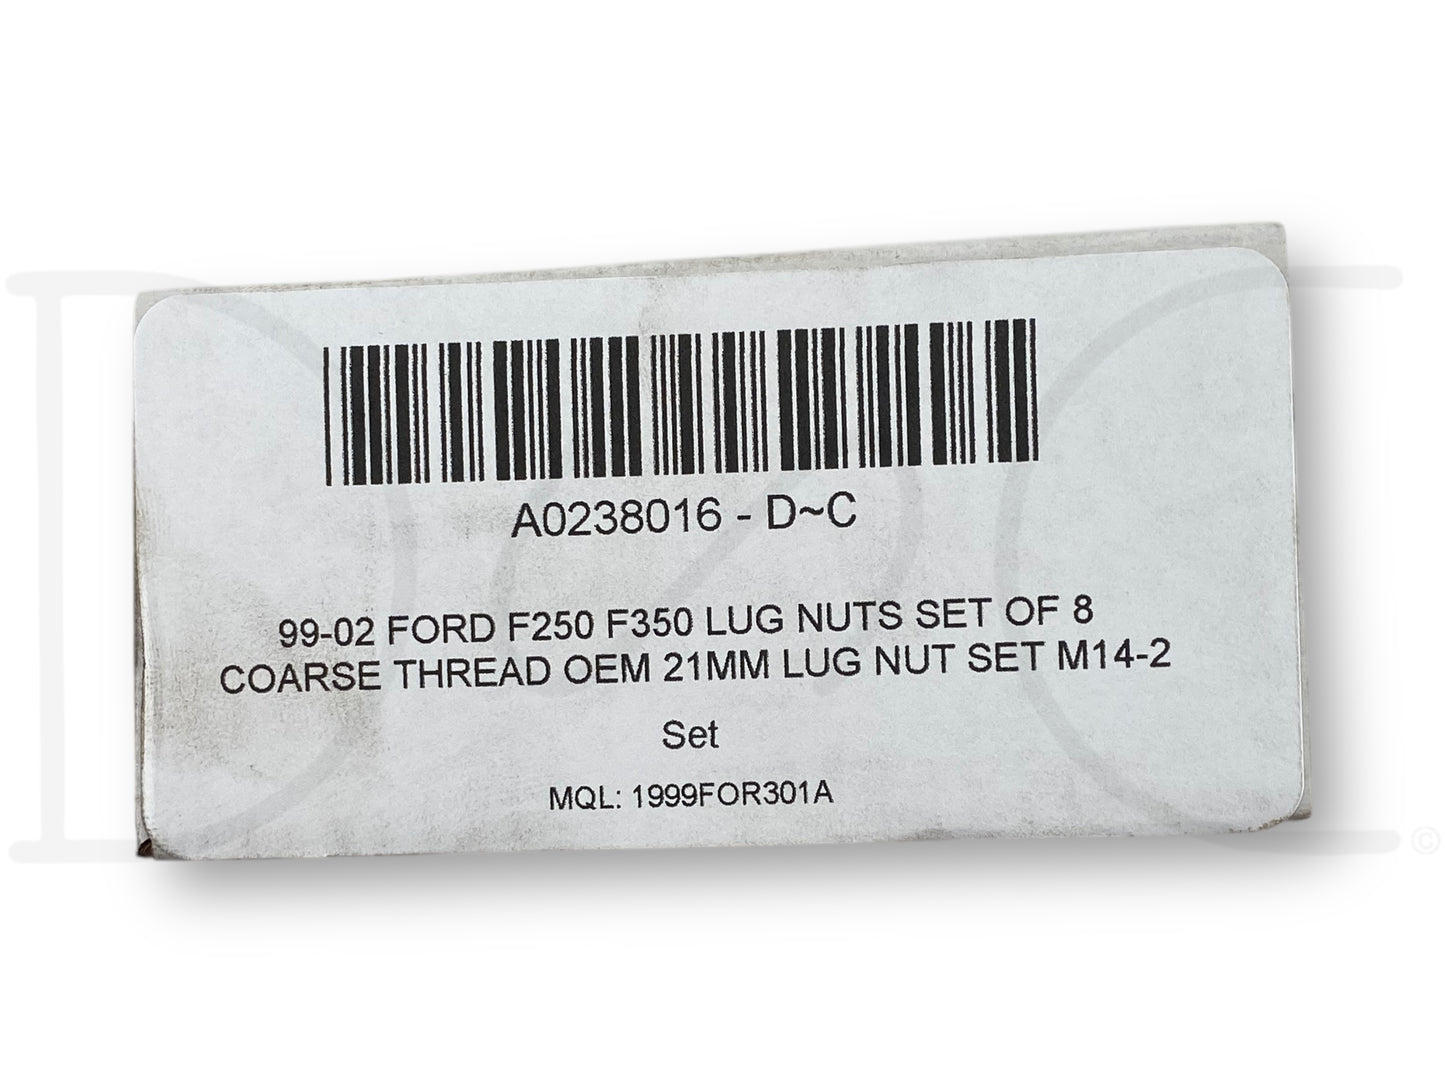 A0238016 - D~C
99-02 FORD F250 F350 LUG NUTS SET OF 8
COARSE THREAD OEM 21MM LUG NUT SET M14-2
Set
MQL: 1999FOR301A
D~C
©